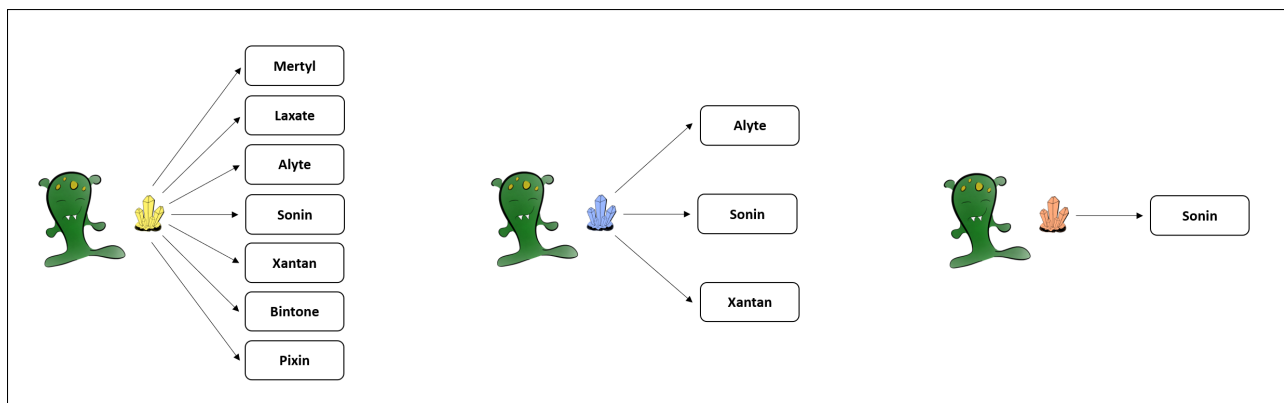 Mertyl
Laxate
Alyte
Sonin
Xantan
Bintone
Pixin
Alyte
Sonin
Xantan
Sonin